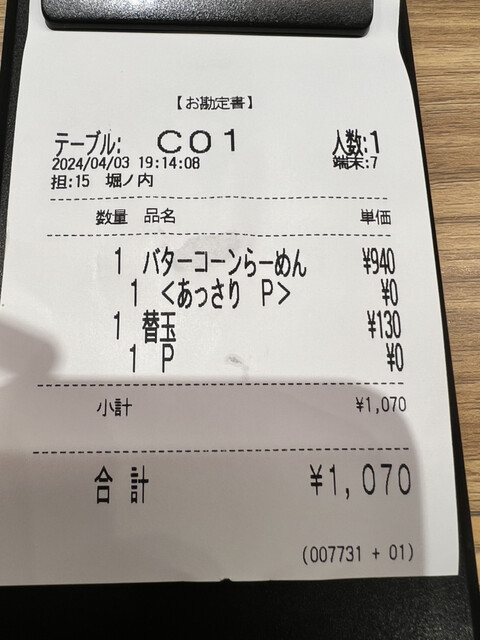 【お勘定書】
テーブル: C01 人数:1
2024/04/03 19:14:08 端末:7
担:15 堀ノ内
数量 品名 単価
1 バターコーンらーめん ¥940
1 <あっさり P> ¥0
1 替玉 ¥130
1 P ¥0
小計 ¥1,070
合計 ¥1,070
(007731 + 01)